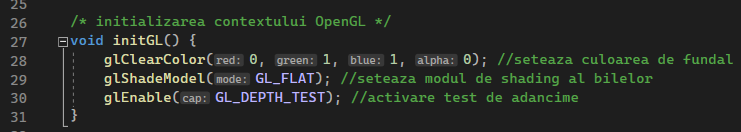 25
26 /* initializarea contextului OpenGL */
27 void initGL() {
28 glClearColor(red: 0, green: 1, blue: 1, alpha: 0); //seteaza culoarea de fundal
29 glShadeModel(mode: GL_FLAT); //seteaza modul de shading al bilelor
30 glEnable(cap: GL_DEPTH_TEST); //activare test de adancime
31 }